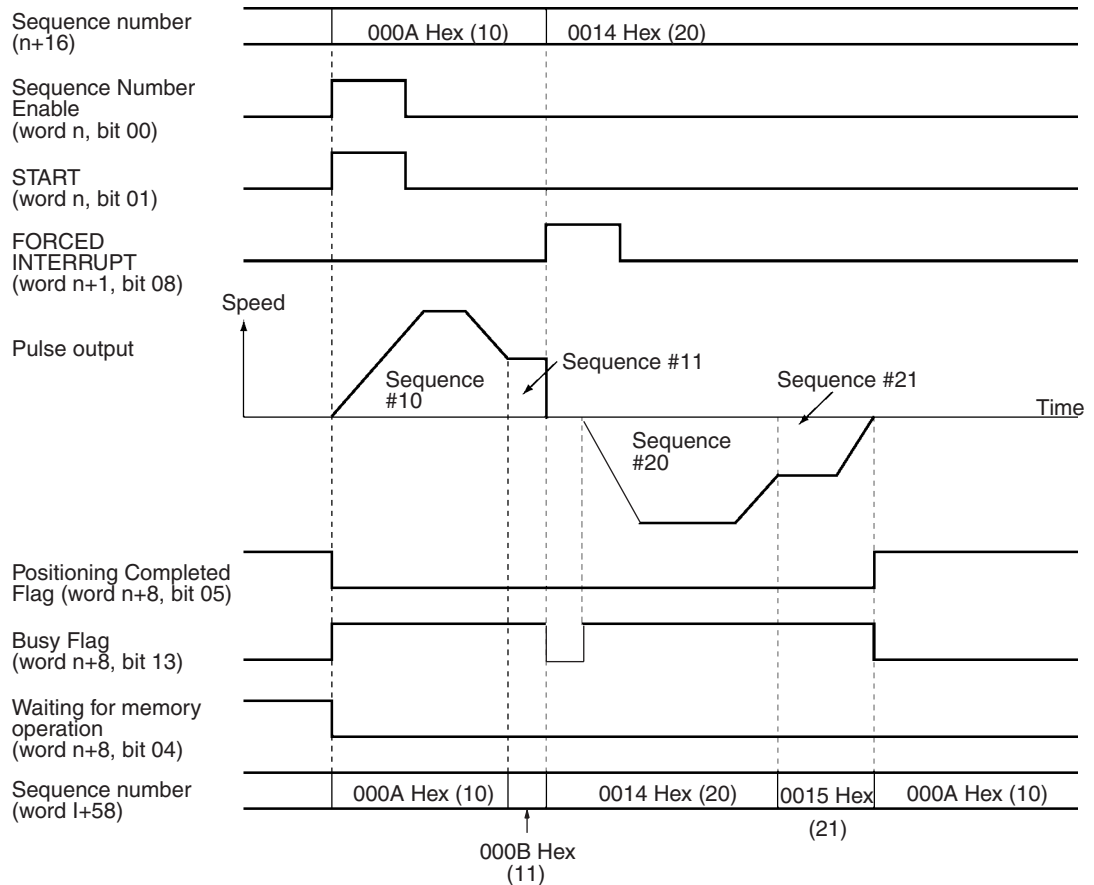 Sequence number
(n+16)
000A Hex (10)
0014 Hex (20)
Sequence Number
Enable
(word n, bit 00)
START
(word n, bit 01)
FORCED
INTERRUPT
(word n+1, bit 08)
Speed
Pulse output
Sequence
#10
Sequence #11
Sequence #21
Time
Sequence
#20
Positioning Completed
Flag (word n+8, bit 05)
Busy Flag
(word n+8, bit 13)
Waiting for memory
operation
(word n+8, bit 04)
Sequence number
(word I+58)
000A Hex (10)
0014 Hex (20)
0015 Hex
(21)
000A Hex (10)
000B Hex
(11)